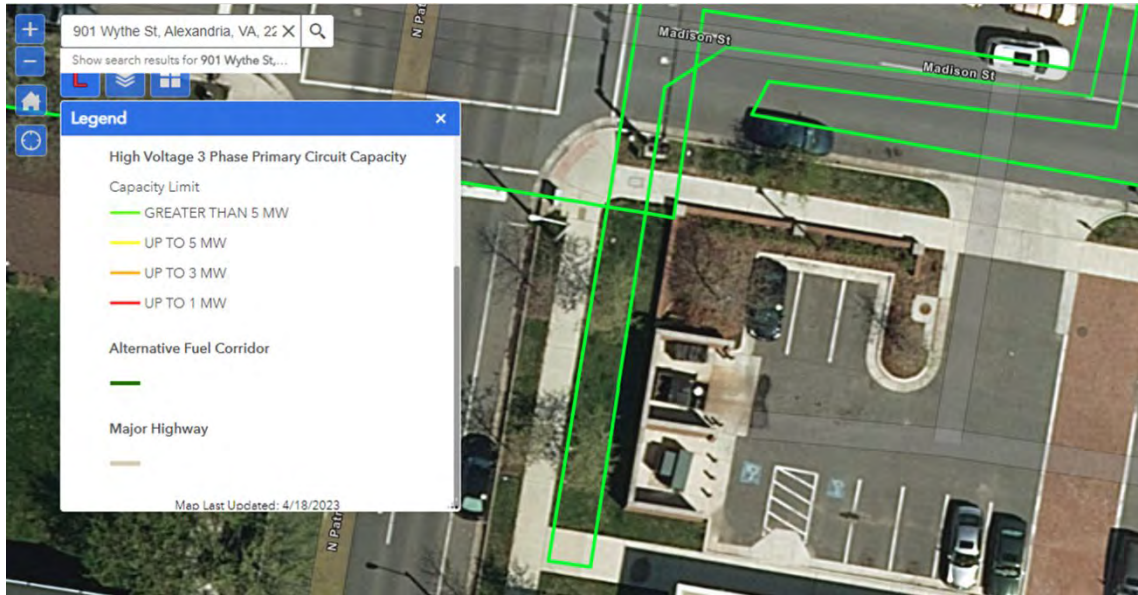 901 Wythe St, Alexandria, VA, 22
Show search results for 901 Wythe St,...
Legend
High Voltage 3 Phase Primary Circuit Capacity
Capacity Limit
GREATER THAN 5 MW
UP TO 5 MW
UP TO 3 MW
UP TO 1 MW
Alternative Fuel Corridor
Major Highway
Map Last Updated: 4/18/2023
N Pat
Madison St
Madison St
N Pat